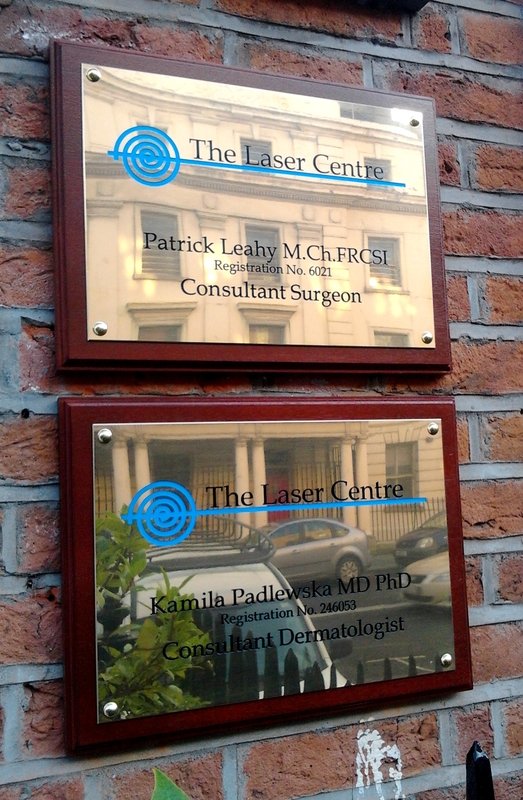 The Laser Centre
Patrick Leahy M.Ch.FRCSI
Registration No. 6021
Consultant Surgeon
The Laser Centre
Kamila Padlewska MD PhD
Registration No. 246053
Consultant Dermatologist